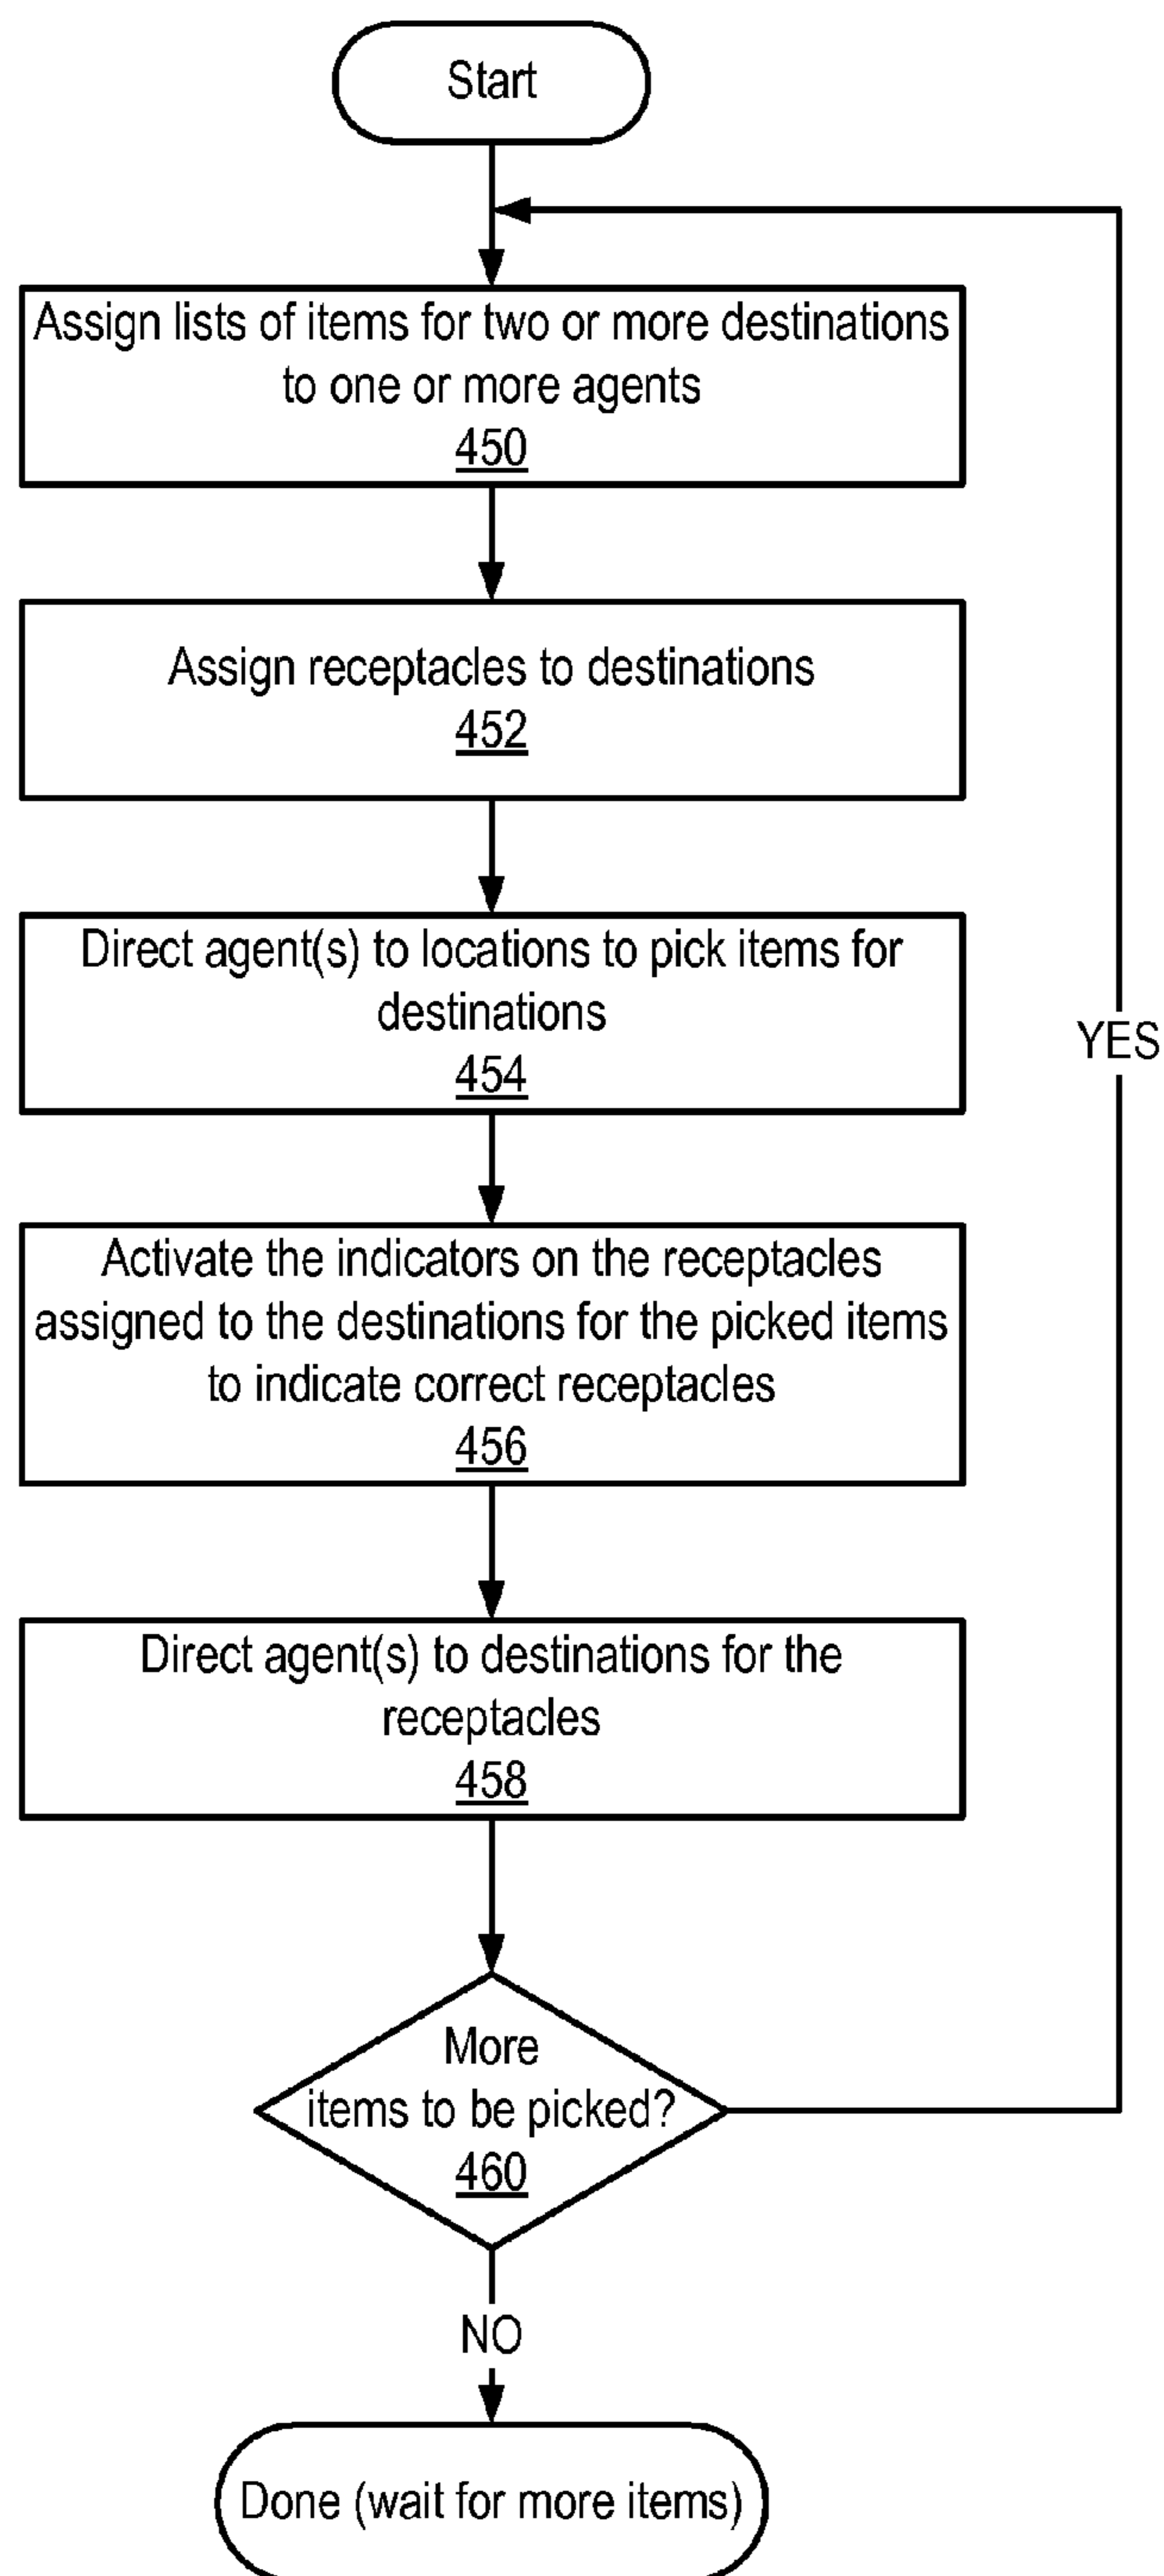 Start
Assign lists of items for two or more destinations
to one or more agents
450
Assign receptacles to destinations
452
Direct agent(s) to locations to pick items for
destinations
454
YES
Activate the indicators on the receptacles
assigned to the destinations for the picked items
to indicate correct receptacles
456
Direct agent(s) to destinations for the
receptacles
458
More
items to be picked?
460
NO
Done (wait for more items)